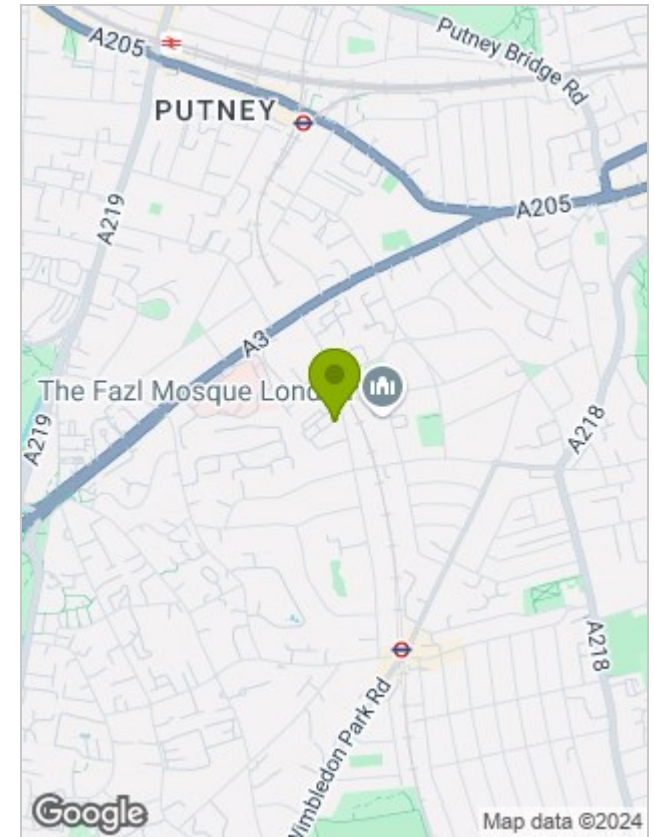 A205
Putney Bridge Rd
PUTNEY
A219
A205
A3
The Fazl Mosque Lon
A219
A218
A218
Wimbledon Park Rd
Google
Map data ©2024